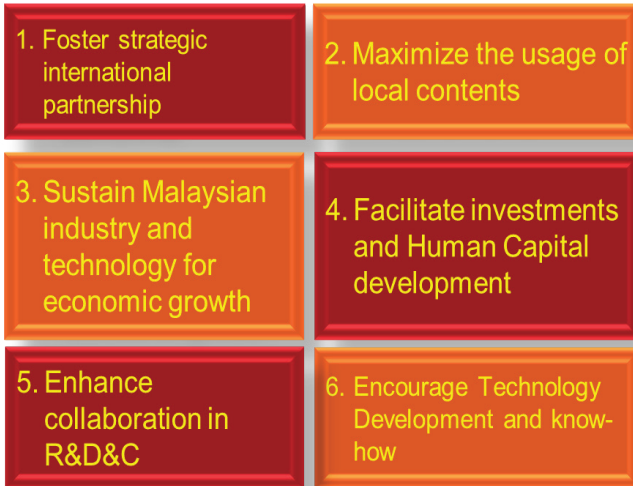 1. Foster strategic
international
partnership
2. Maximize the usage of
local contents
3. Sustain Malaysian
industry and
technology for
economic growth
4. Facilitate investments
and Human Capital
development
5. Enhance
collaboration in
R&D&C
6. Encourage Technology
Development and know-
how